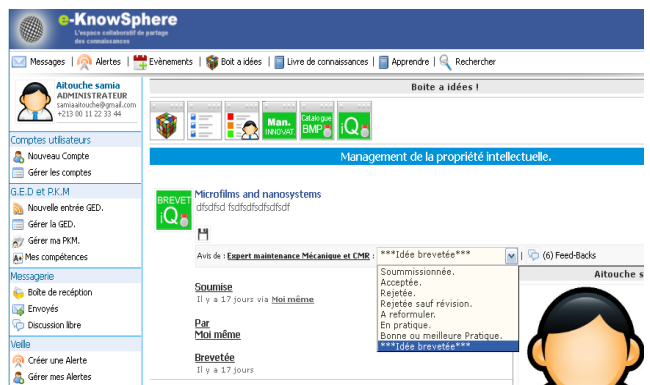 e-KnowSphere
L'espace collaboratif de partage
des connaissances
Messages | Alertes | Evènements | Boit a idées | Livre de connaissances | Apprendre | Rechercher
Aitouche samia
ADMINISTRATEUR
samiaaitouche@gmail.com
+213 00 11 22 33 44
Comptes utilisateurs
Nouveau Compte
Gérer les comptes
G.E.D et P.K.M
Nouvelle entrée GED.
Gérer la GED.
Gérer ma PKM.
Mes compétences
Messagerie
Boîte de recéption
Envoyés
Discution libre
Veille
Créer une Alerte
Gérer mes Alertes
Boite a idées !
Man.
INNOVAT
Catalogue
BMP
iQ
Management de la propriété intellectuelle.
BREVET
iQ
Microfilms and nanosystems
dfsdfsd fsdfsdfsdfsdfsdf
Avis de : Expert maintenance Mécanique et CMR : ***Idée brevetée*** | (6) Feed-Backs
Soummissionnée.
Acceptée.
Rejetée.
Rejetée sauf révision.
A reformuler.
En pratique.
Bonne ou meilleure Pratique.
***Idée brevetée***
Aitouche s
Soumise
Il y a 17 jours via Moi même
Par
Moi même
Brevetée
Il y a 17 jours